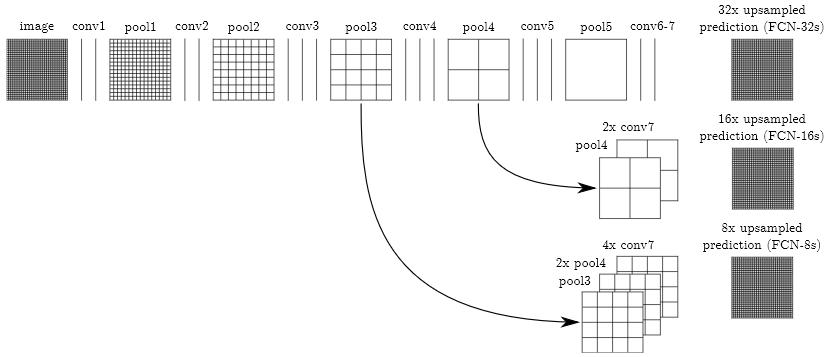 image conv1 pool1 conv2 pool2 conv3 pool3 conv4 pool4 conv5 pool5 conv6-7
32x upsampled
prediction (FCN-32s)
16x upsampled
prediction (FCN-16s)
2x conv7
pool4
8x upsampled
prediction (FCN-8s)
4x conv7
2x pool4
pool3